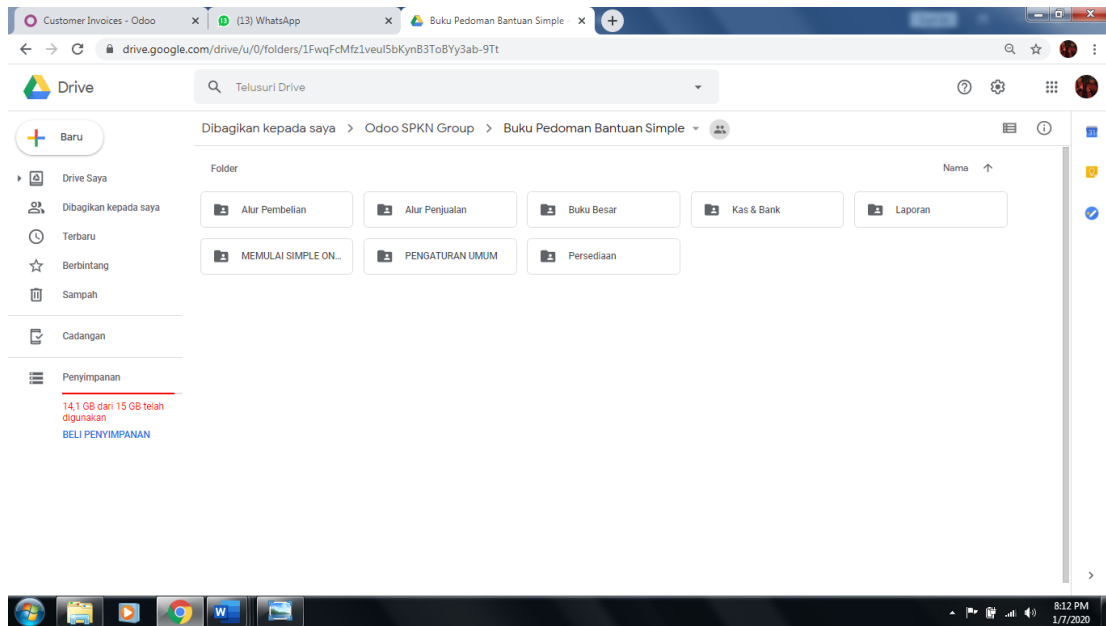 Customer Invoices - Odoo
(13) WhatsApp
Buku Pedoman Bantuan Simple -
drive.google.com/drive/u/0/folders/1FwqFcMfz1veuI5bKynB3ToBYy3ab-9Tt
Drive
Telusuri Drive
Baru
Dibagikan kepada saya > Odoo SPKN Group > Buku Pedoman Bantuan Simple
Drive Saya
Dibagikan kepada saya
Terbaru
Berbintang
Sampah
Cadangan
Penyimpanan
14,1 GB dari 15 GB telah
digunakan
BELI PENYIMPANAN
Folder
Nama
Alur Pembelian
Alur Penjualan
Buku Besar
Kas & Bank
Laporan
MEMULAI SIMPLE ON...
PENGATURAN UMUM
Persediaan
31
W
8:12 PM
1/7/2020